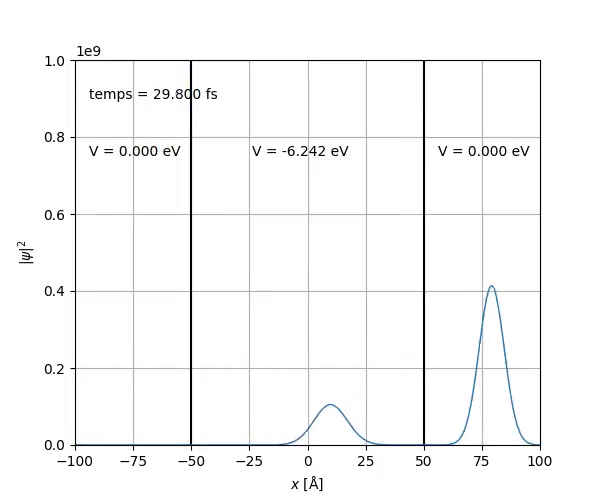 1e9
1.0
temps = 29.800 fs
0.8
V = 0.000 eV
V = -6.242 eV
V = 0.000 eV
0.6
|ψ|²
0.4
0.2
0.0
−100
−75
−50
−25
0
25
50
75
100
x [Å]